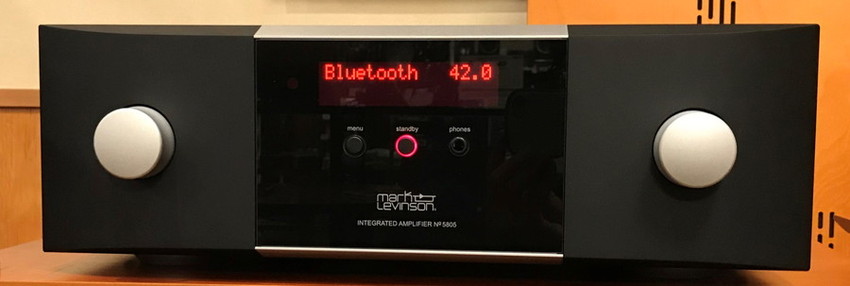 Bluetooth 42.0
menu standby phones
mark
Levinson®
INTEGRATED AMPLIFIER Nº 5805